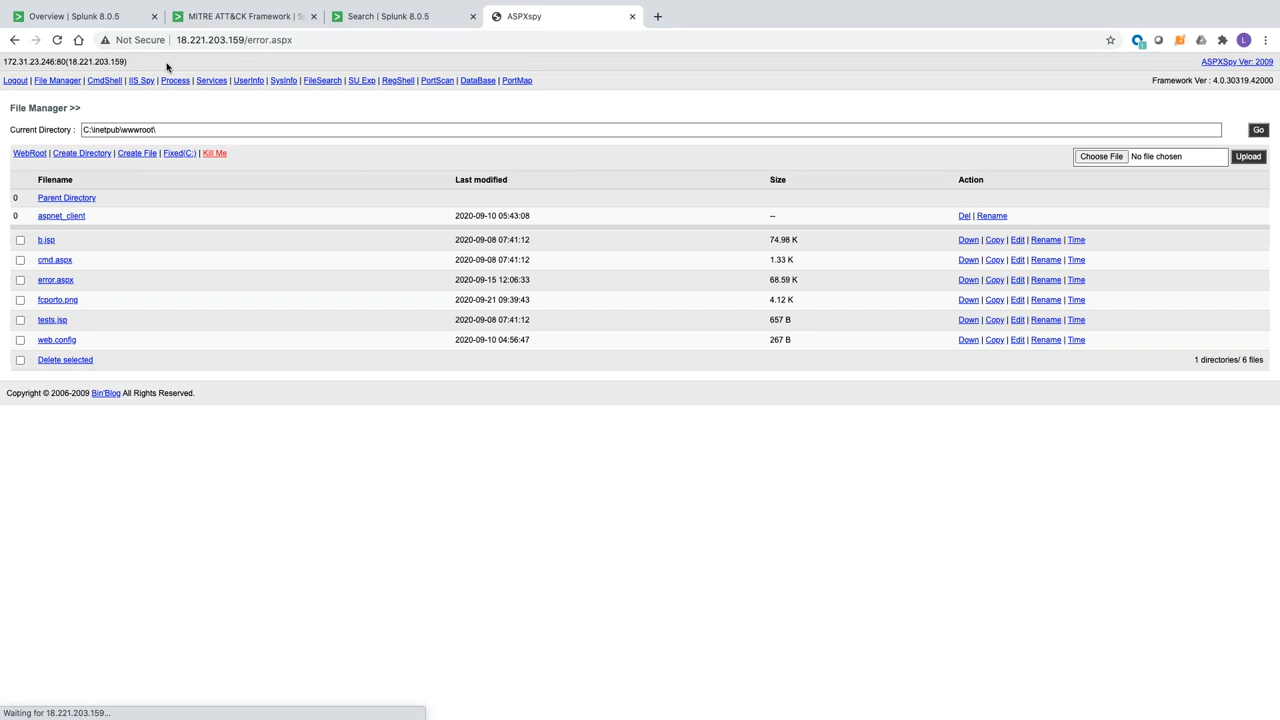 Overview | Splunk 8.0.5
MITRE ATT&CK Framework | S
Search | Splunk 8.0.5
ASPXspy
Not Secure | 18.221.203.159/error.aspx
L
172.31.23.246:80(18.221.203.159)
ASPXSpy Ver: 2009
Logout | File Manager | CmdShell | IIS Spy | Process | Services | UserInfo | SysInfo | FileSearch | SU Exp | RegShell | PortScan | DataBase | PortMap
Framework Ver : 4.0.30319.42000
File Manager >>
Current Directory : C:\inetpub\wwwroot\ Go
WebRoot | Create Directory | Create File | Fixed(C:) | Kill Me
Choose File No file chosen Upload
Filename Last modified Size Action
0 Parent Directory
0 aspnet_client 2020-09-10 05:43:08 -- Del | Rename
b.jsp 2020-09-08 07:41:12 74.98 K Down | Copy | Edit | Rename | Time
cmd.aspx 2020-09-08 07:41:12 1.33 K Down | Copy | Edit | Rename | Time
error.aspx 2020-09-15 12:06:33 68.59 K Down | Copy | Edit | Rename | Time
fcporto.png 2020-09-21 09:39:43 4.12 K Down | Copy | Edit | Rename | Time
tests.jsp 2020-09-08 07:41:12 657 B Down | Copy | Edit | Rename | Time
web.config 2020-09-10 04:56:47 267 B Down | Copy | Edit | Rename | Time
Delete selected 1 directories/ 6 files
Copyright © 2006-2009 Bin'Blog All Rights Reserved.
Waiting for 18.221.203.159...